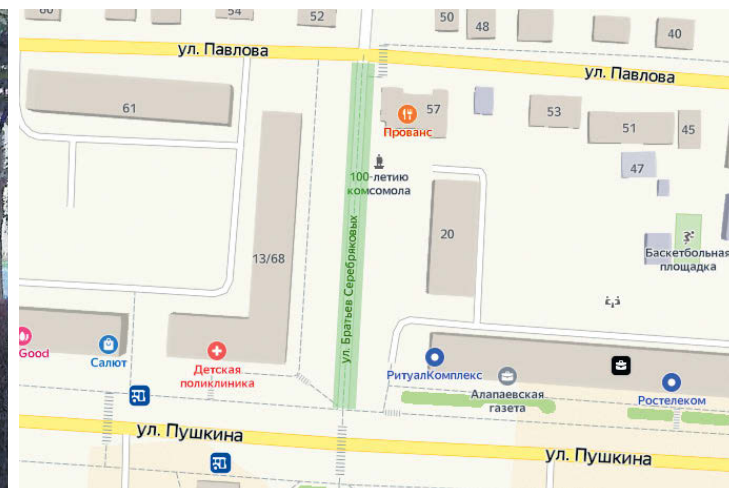 54
52
50
48
40
ул. Павлова
ул. Павлова
61
57
Прованс
53
51
45
47
100-летию
комсомола
20
13/68
ул. Братьев Серебряковых
Баскетбольная
площадка
Good
Салют
Детская
поликлиника
РитуалКомплекс
Алапаевская
газета
Ростелеком
ул. Пушкина
ул. Пушкина